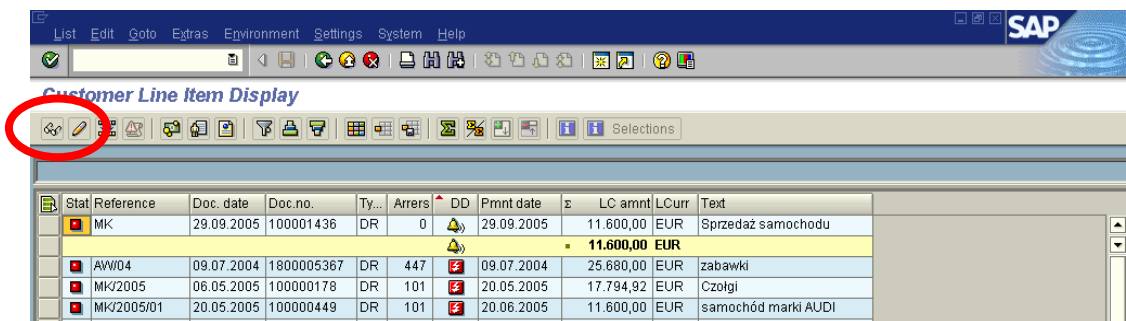 List Edit Goto Extras Environment Settings System Help SAP
Customer Line Item Display
Selections
Stat Reference Doc. date Doc.no. Ty... Arrers DD Pmnt date Σ LC amnt LCurr Text
MK 29.09.2005 100001436 DR 0 29.09.2005 11.600,00 EUR Sprzedaż samochodu
11.600,00 EUR
AW/04 09.07.2004 1800005367 DR 447 09.07.2004 25.680,00 EUR zabawki
MK/2005 06.05.2005 100000178 DR 101 20.05.2005 17.794,92 EUR Czołgi
MK/2005/01 20.05.2005 100000449 DR 101 20.06.2005 11.600,00 EUR samochód marki AUDI